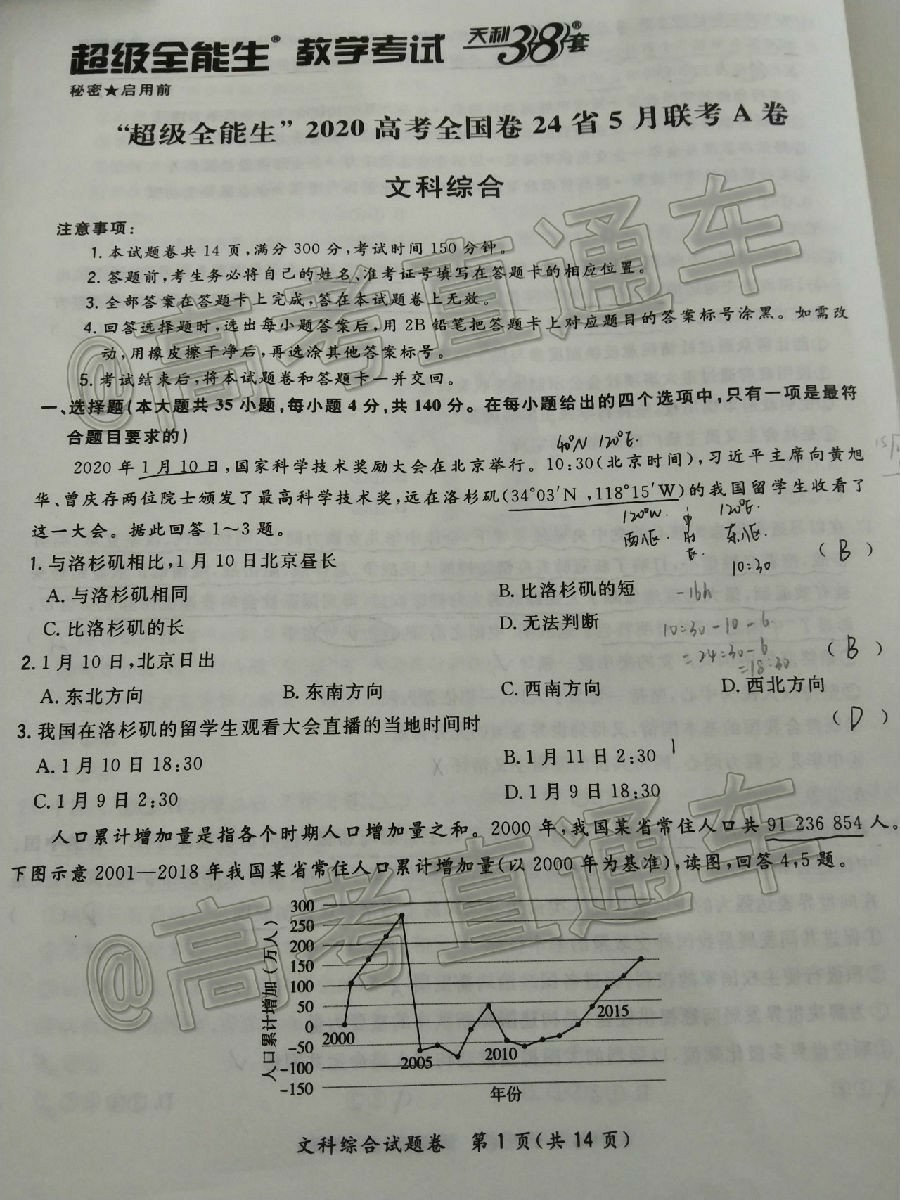 超级全能生® 教学考试 天利38套®
秘密★启用前
“超级全能生”2020高考全国卷24省5月联考A卷
文科综合
注意事项：
1. 本试题卷共14页,满分300分,考试时间150分钟。
2. 答题前,考生务必将自己的姓名、准考证号填写在答题卡的相应位置。
3. 全部答案在答题卡上完成,答在本试题卷上无效。
4. 回答选择题时,选出每小题答案后,用2B铅笔把答题卡上对应题目的答案标号涂黑。如需改
动,用橡皮擦干净后,再选涂其他答案标号。
5. 考试结束后,将本试题卷和答题卡一并交回。
一、选择题(本大题共35小题,每小题4分,共140分。在每小题给出的四个选项中,只有一项是最符
合题目要求的)
40°N 120°E.
2020年1月10日,国家科学技术奖励大会在北京举行。10:30(北京时间),习近平主席向黄旭
华、曾庆存两位院士颁发了最高科学技术奖,远在洛杉矶(34°03′N,118°15′W)的我国留学生收看了
这一大会。据此回答1~3题。
120°W. 中 120°E.
西八区. 时 东八区.
区.
10:30
1. 与洛杉矶相比,1月10日北京昼长 (B)
A. 与洛杉矶相同 B. 比洛杉矶的短
-16h
C. 比洛杉矶的长 D. 无法判断
10:30-10-6
=24:30-6
=18:30
2. 1月10日,北京日出 (B)
A. 东北方向 B. 东南方向 C. 西南方向 D. 西北方向
3. 我国在洛杉矶的留学生观看大会直播的当地时间时 (D)
A. 1月10日18:30 B. 1月11日2:30
C. 1月9日2:30 D. 1月9日18:30
人口累计增加量是指各个时期人口增加量之和。2000年,我国某省常住人口共91 236 854人。
下图示意2001—2018年我国某省常住人口累计增加量(以2000年为基准),读图,回答4、5题。
人口累计增加(万人)
300
250
200
150
100
50
0
-50
-100
-150
2000
2005
2010
2015
年份
文科综合试题卷 第1页(共14页)
@高考直通车
@高考直通车